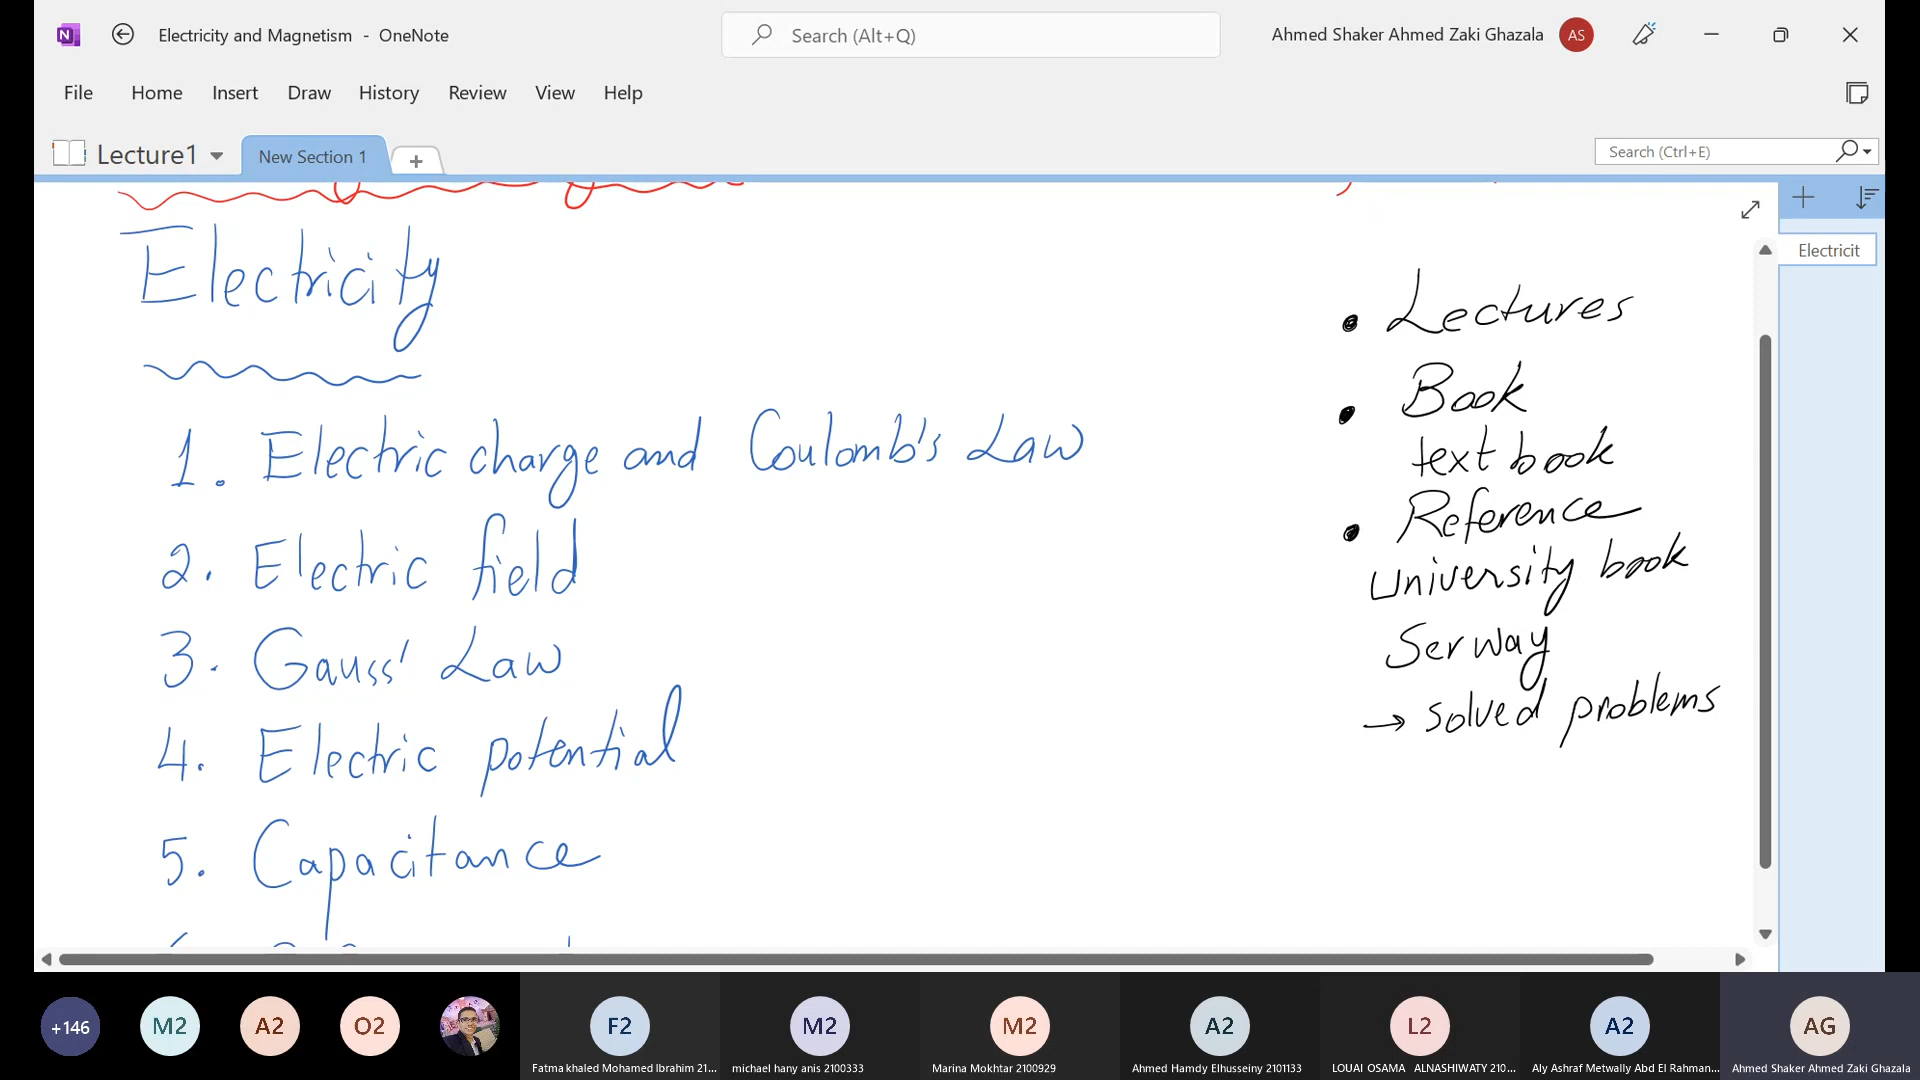 Electricity and Magnetism - OneNote
Search (Alt+Q)
Ahmed Shaker Ahmed Zaki Ghazala
AS
File Home Insert Draw History Review View Help
Lecture1
New Section 1
+
Search (Ctrl+E)
Electricit
Electricity
1. Electric charge and Coulomb's Law
2. Electric field
3. Gauss' Law
4. Electric potential
5. Capacitance
• Lectures
• Book
text book
• Reference
University book
Serway
→ solved problems
+146
M2
A2
O2
F2
M2
M2
A2
L2
A2
AG
Fatma khaled Mohamed Ibrahim 21...
michael hany anis 2100333
Marina Mokhtar 2100929
Ahmed Hamdy Elhusseiny 2101133
LOUAI OSAMA ALNASHIWATY 210...
Aly Ashraf Metwally Abd El Rahman...
Ahmed Shaker Ahmed Zaki Ghazala